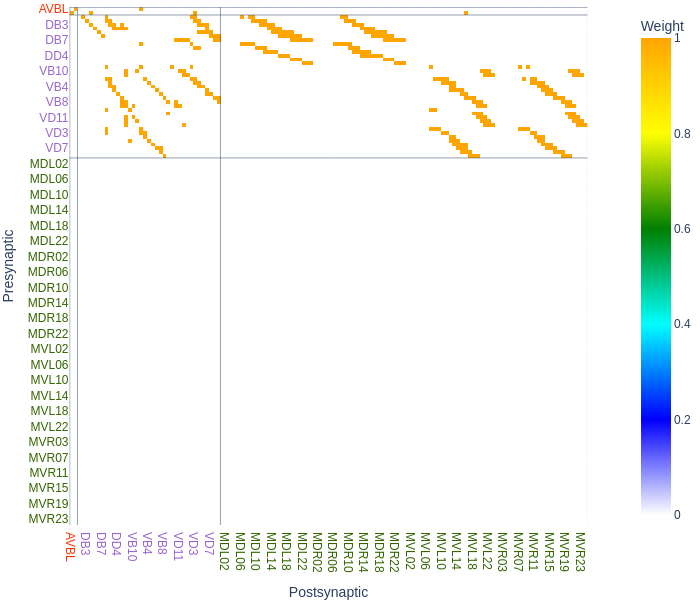 Weight
AVBL
DB3
DB7
DD4
VB10
VB4
VB8
VD11
VD3
VD7
MDL02
MDL06
MDL10
MDL14
MDL18
MDL22
MDR02
MDR06
MDR10
MDR14
MDR18
MDR22
MVL02
MVL06
MVL10
MVL14
MVL18
MVL22
MVR03
MVR07
MVR11
MVR15
MVR19
MVR23
Presynaptic
AVBL
DB3
DB7
DD4
VB10
VB4
VB8
VD11
VD3
VD7
MDL02
MDL06
MDL10
MDL14
MDL18
MDL22
MDR02
MDR06
MDR10
MDR14
MDR18
MDR22
MVL02
MVL06
MVL10
MVL14
MVL18
MVL22
MVR03
MVR07
MVR11
MVR15
MVR19
MVR23
Postsynaptic
1
0.8
0.6
0.4
0.2
0